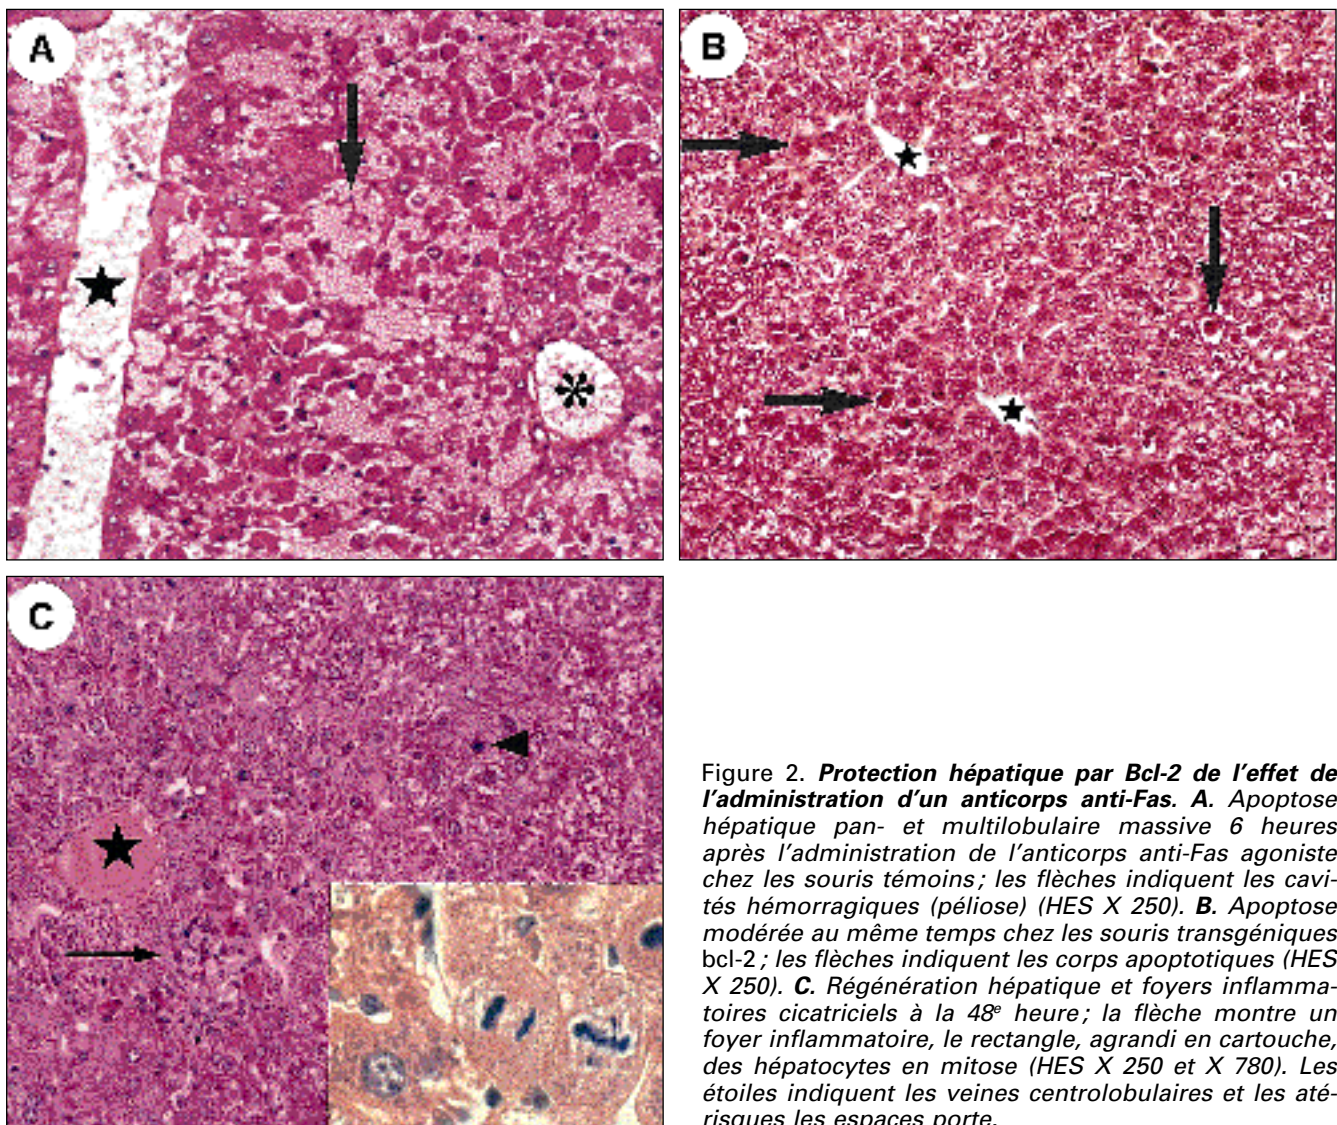 A
B
C
Figure 2. Protection hépatique par Bcl-2 de l'effet de
l'administration d'un anticorps anti-Fas. A. Apoptose
hépatique pan- et multilobulaire massive 6 heures
après l'administration de l'anticorps anti-Fas agoniste
chez les souris témoins ; les flèches indiquent les cavi-
tés hémorragiques (péliose) (HES X 250). B. Apoptose
modérée au même temps chez les souris transgéniques
bcl-2 ; les flèches indiquent les corps apoptotiques (HES
X 250). C. Régénération hépatique et foyers inflamma-
toires cicatriciels à la 48e heure ; la flèche montre un
foyer inflammatoire, le rectangle, agrandi en cartouche,
des hépatocytes en mitose (HES X 250 et X 780). Les
étoiles indiquent les veines centrolobulaires et les até-
risques les espaces porte.